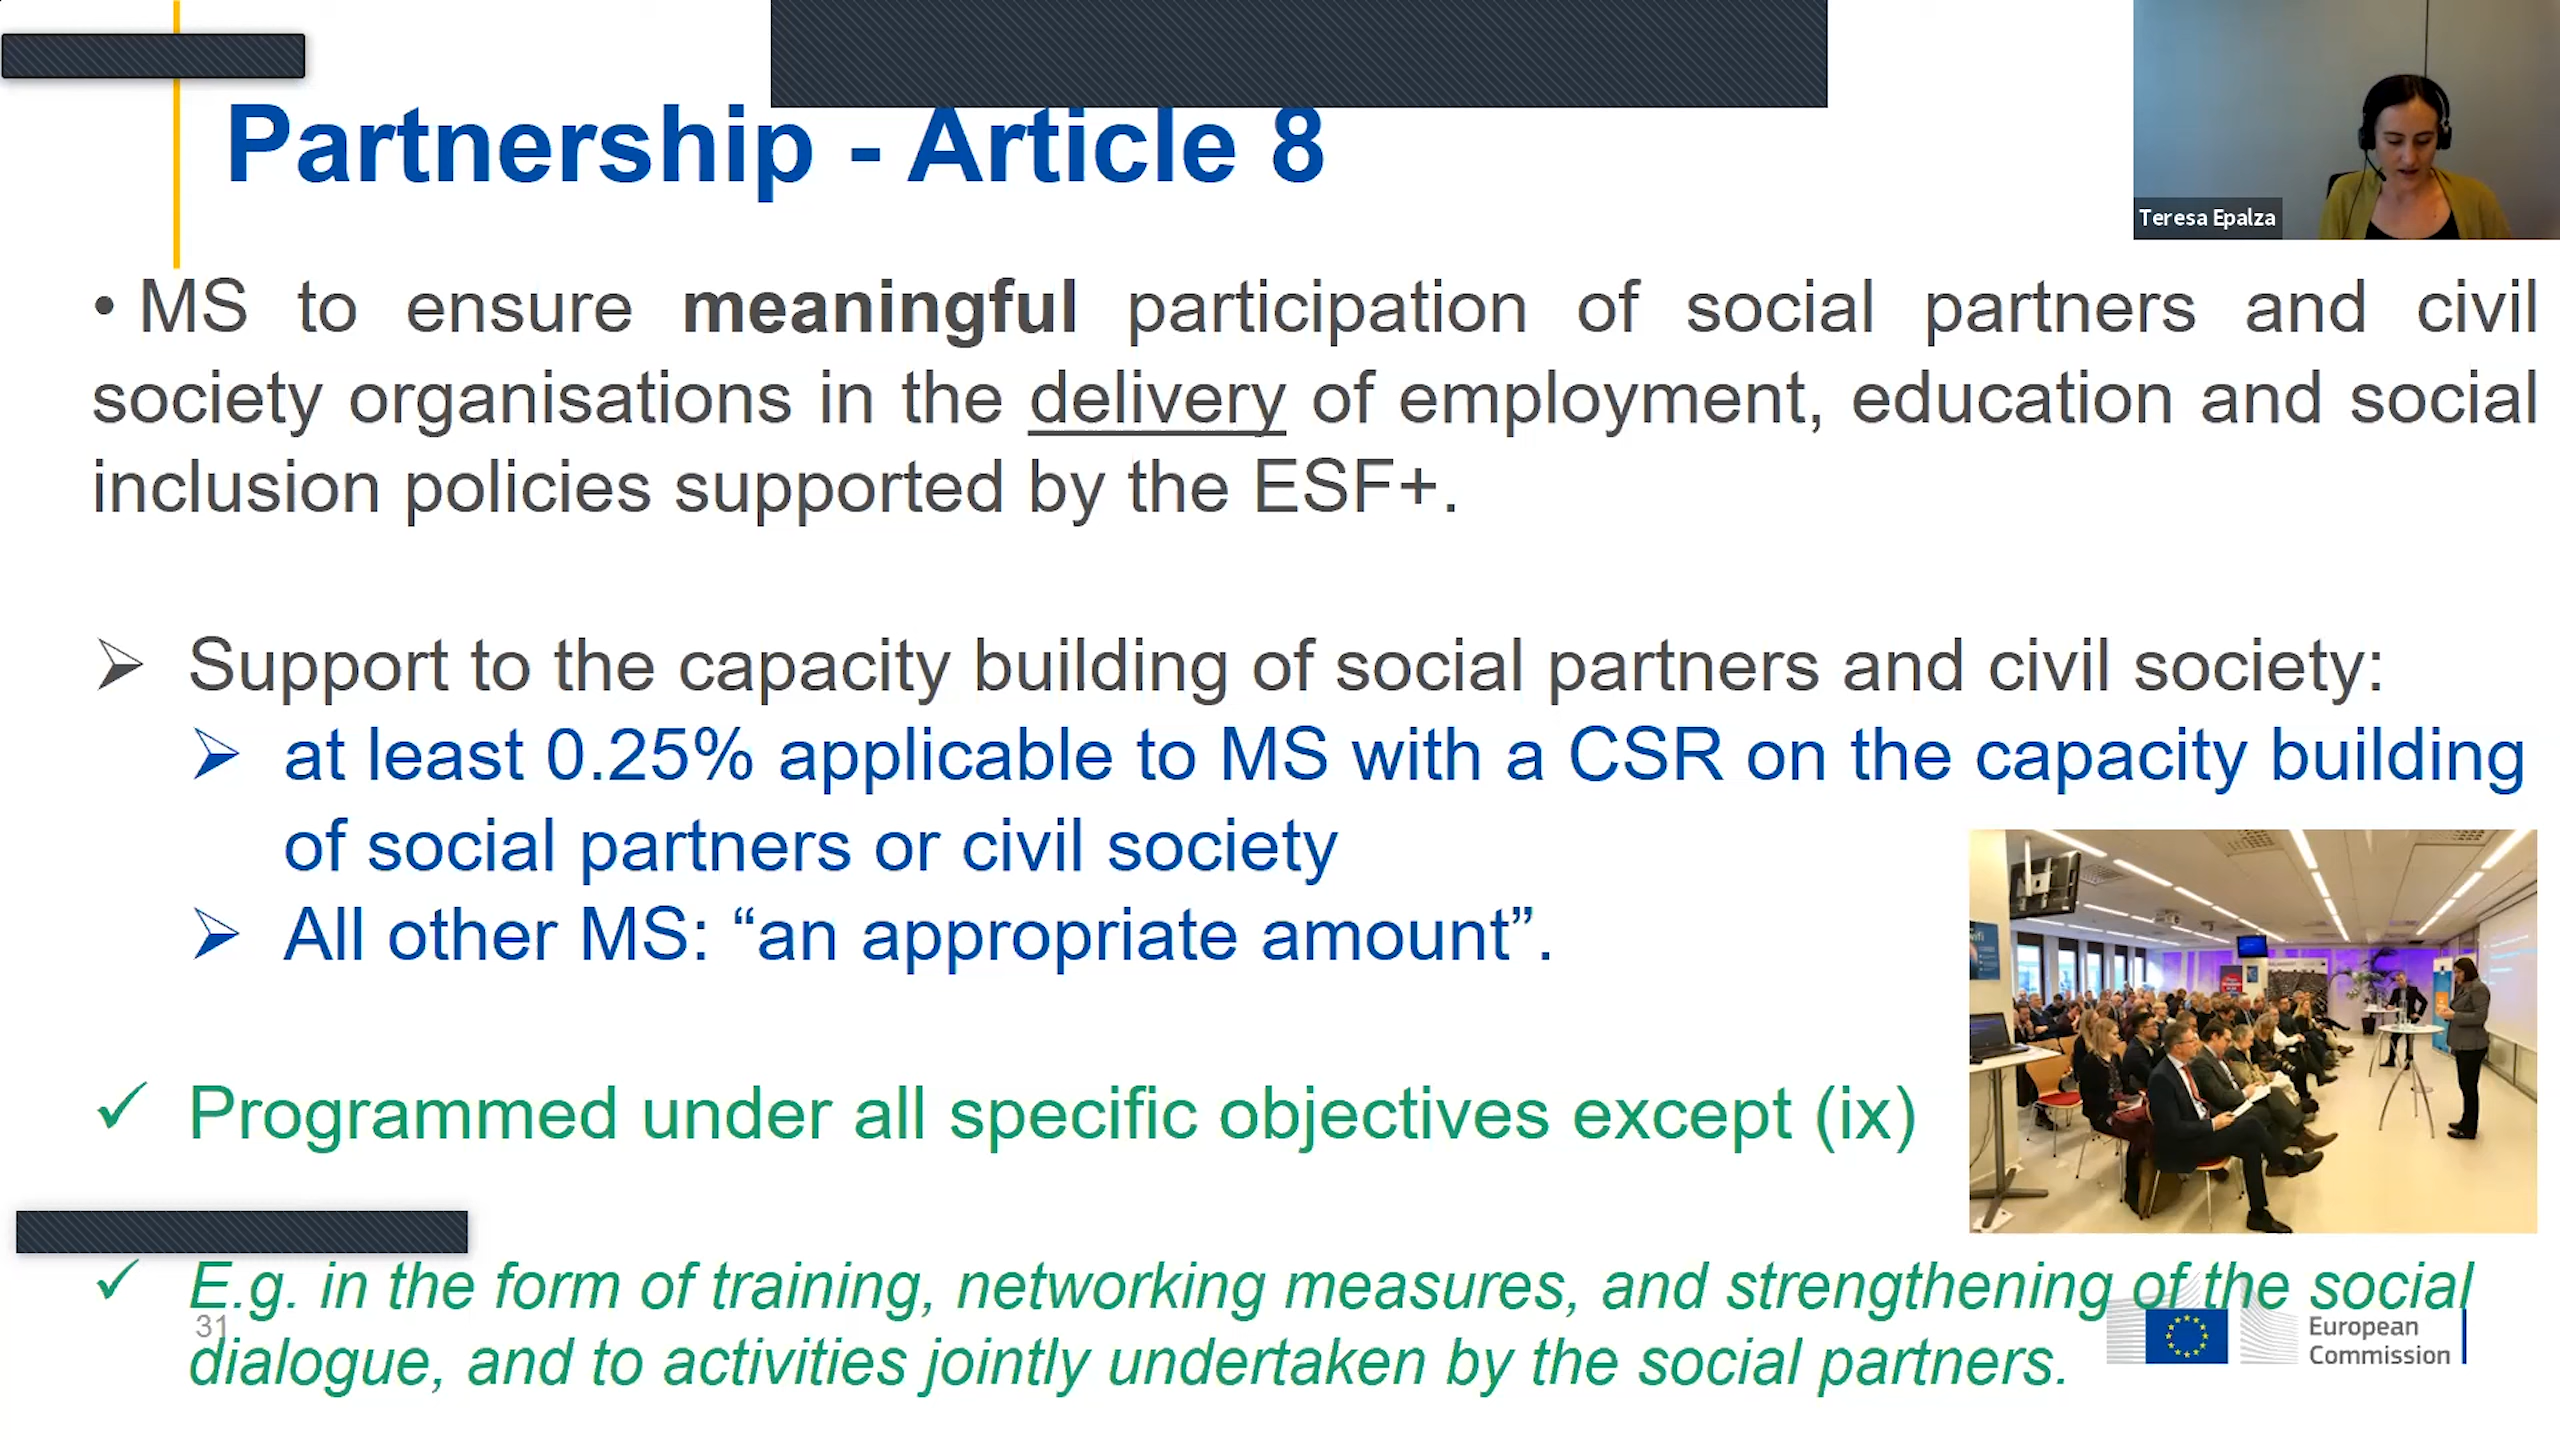 Partnership - Article 8
Teresa Epalza
• MS to ensure meaningful participation of social partners and civil
society organisations in the delivery of employment, education and social
inclusion policies supported by the ESF+.
➢ Support to the capacity building of social partners and civil society:
➢ at least 0.25% applicable to MS with a CSR on the capacity building
of social partners or civil society
➢ All other MS: “an appropriate amount”.
✓ Programmed under all specific objectives except (ix)
✓ E.g. in the form of training, networking measures, and strengthening of the social
dialogue, and to activities jointly undertaken by the social partners.
31
European
Commission